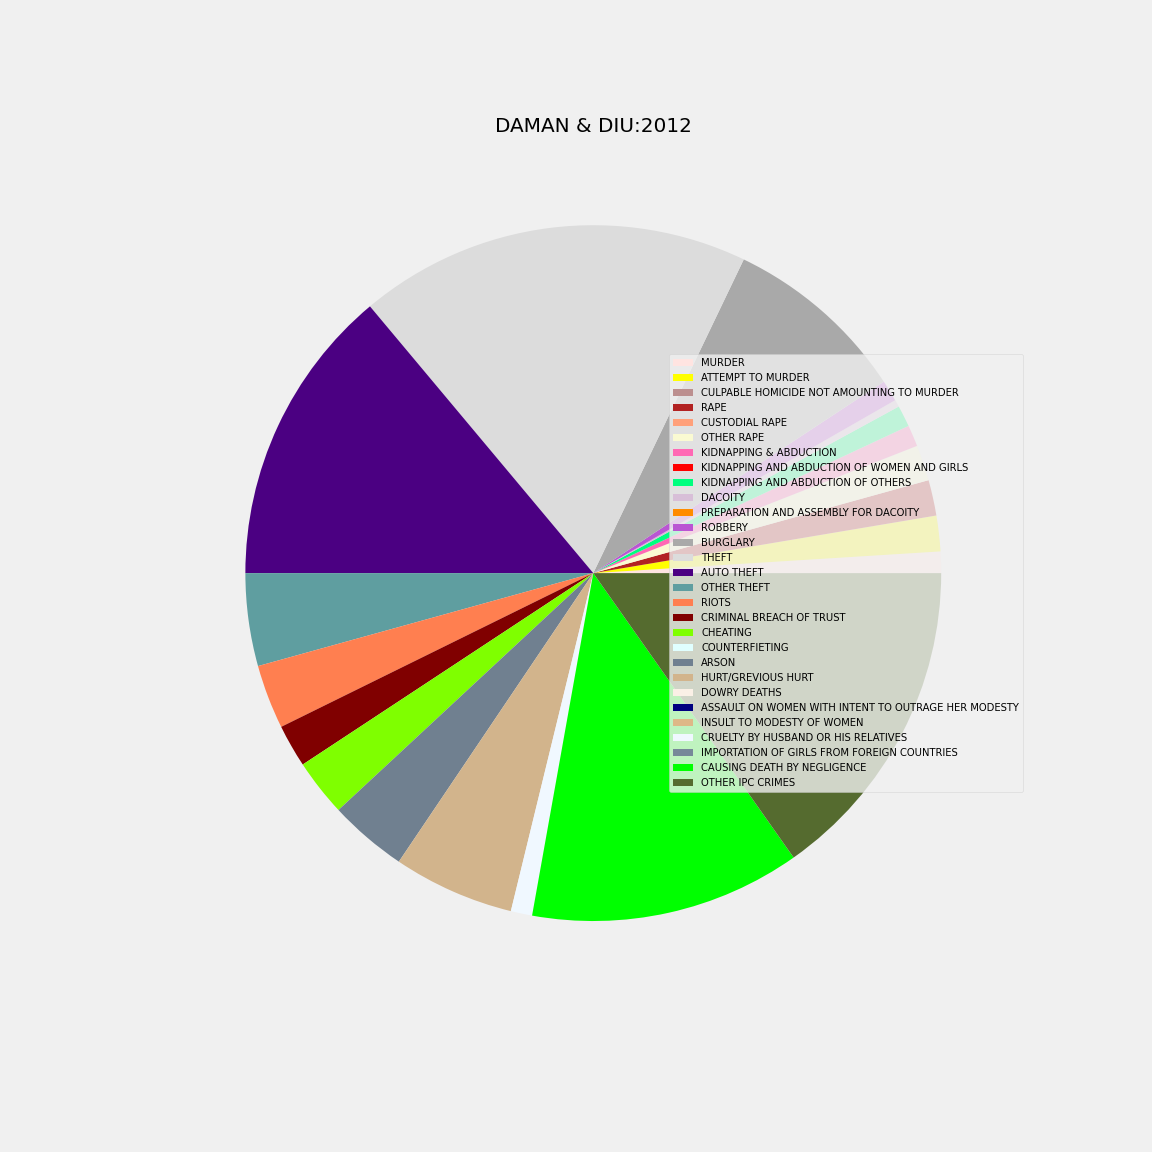 DAMAN & DIU:2012
MURDER
ATTEMPT TO MURDER
CULPABLE HOMICIDE NOT AMOUNTING TO MURDER
RAPE
CUSTODIAL RAPE
OTHER RAPE
KIDNAPPING & ABDUCTION
KIDNAPPING AND ABDUCTION OF WOMEN AND GIRLS
KIDNAPPING AND ABDUCTION OF OTHERS
DACOITY
PREPARATION AND ASSEMBLY FOR DACOITY
ROBBERY
BURGLARY
THEFT
AUTO THEFT
OTHER THEFT
RIOTS
CRIMINAL BREACH OF TRUST
CHEATING
COUNTERFIETING
ARSON
HURT/GREVIOUS HURT
DOWRY DEATHS
ASSAULT ON WOMEN WITH INTENT TO OUTRAGE HER MODESTY
INSULT TO MODESTY OF WOMEN
CRUELTY BY HUSBAND OR HIS RELATIVES
IMPORTATION OF GIRLS FROM FOREIGN COUNTRIES
CAUSING DEATH BY NEGLIGENCE
OTHER IPC CRIMES